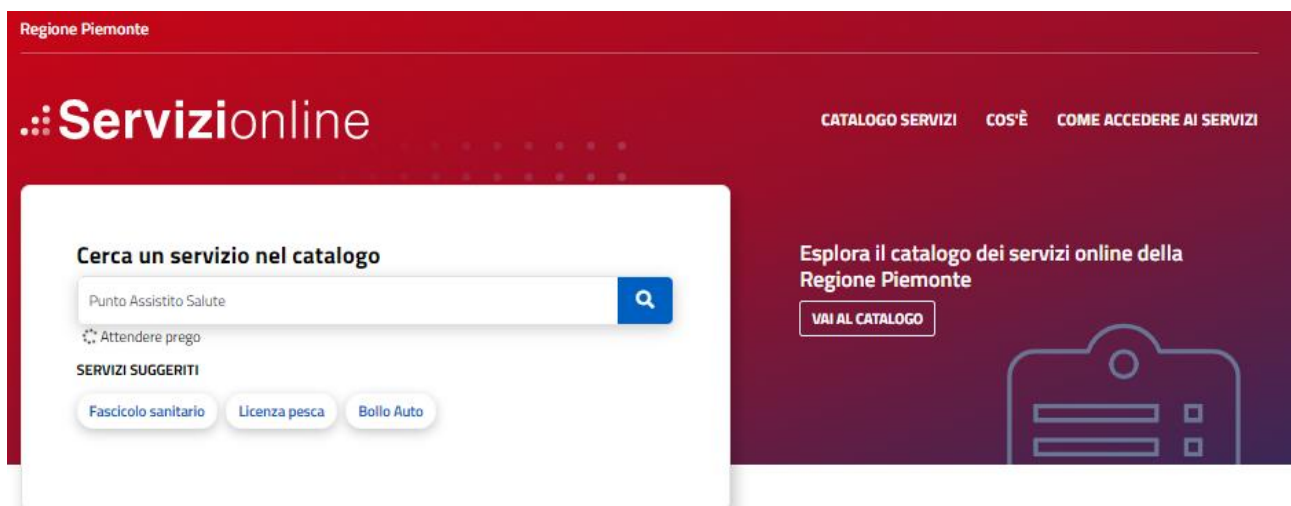 Regione Piemonte
Servizionline
CATALOGO SERVIZI COS'È COME ACCEDERE AI SERVIZI
Cerca un servizio nel catalogo
Punto Assistito Salute
Attendere prego
SERVIZI SUGGERITI
Fascicolo sanitario Licenza pesca Bollo Auto
Esplora il catalogo dei servizi online della
Regione Piemonte
VAI AL CATALOGO